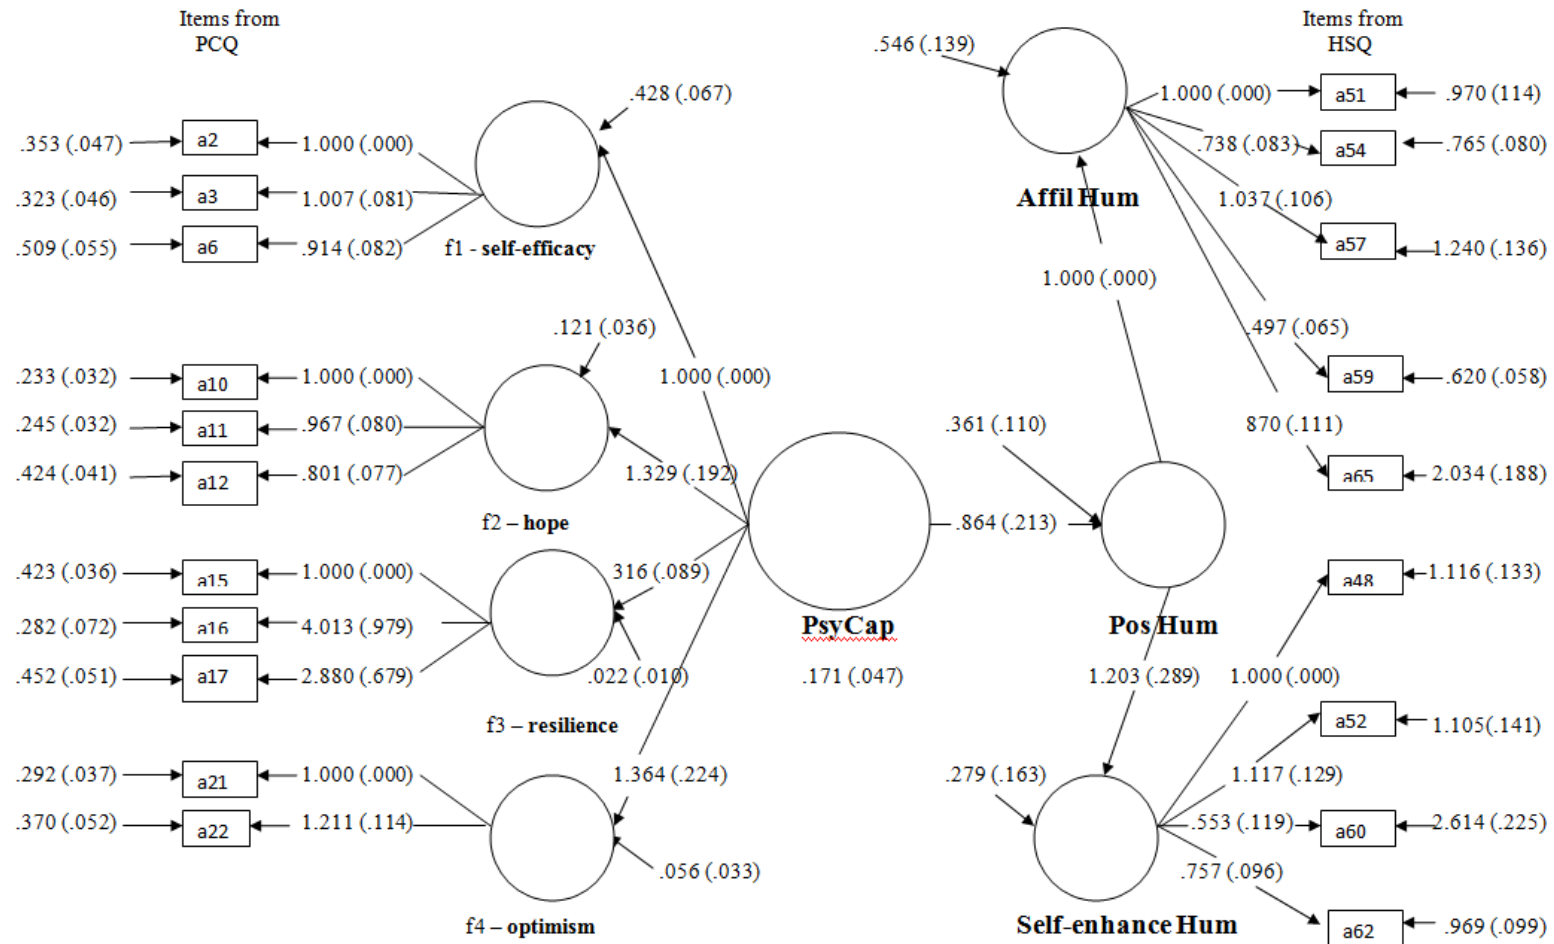 Items from
PCQ
Items from
HSQ
.546 (.139)
.428 (.067)
.353 (.047)
a2
1.000 (.000)
1.000 (.000)
a51
.970 (114)
.738 (.083)
a54
.765 (.080)
.323 (.046)
a3
1.007 (.081)
Affil Hum
1.037 (.106)
.509 (.055)
a6
.914 (.082)
f1 - self-efficacy
a57
1.240 (.136)
1.000 (.000)
.121 (.036)
.497 (.065)
.233 (.032)
a10
1.000 (.000)
1.000 (.000)
a59
.620 (.058)
.245 (.032)
a11
.967 (.080)
.361 (.110)
870 (.111)
.424 (.041)
a12
.801 (.077)
1.329 (.192)
a65
2.034 (.188)
f2 – hope
.864 (.213)
.423 (.036)
a15
1.000 (.000)
316 (.089)
a48
1.116 (.133)
.282 (.072)
a16
4.013 (.979)
PsyCap
Pos Hum
.452 (.051)
a17
2.880 (.679)
.022 (.010)
.171 (.047)
1.203 (.289)
1.000 (.000)
f3 – resilience
a52
1.105(.141)
.292 (.037)
a21
1.000 (.000)
1.364 (.224)
.279 (.163)
1.117 (.129)
.370 (.052)
a22
1.211 (.114)
.553 (.119)
a60
2.614 (.225)
.056 (.033)
.757 (.096)
f4 – optimism
Self-enhance Hum
a62
.969 (.099)